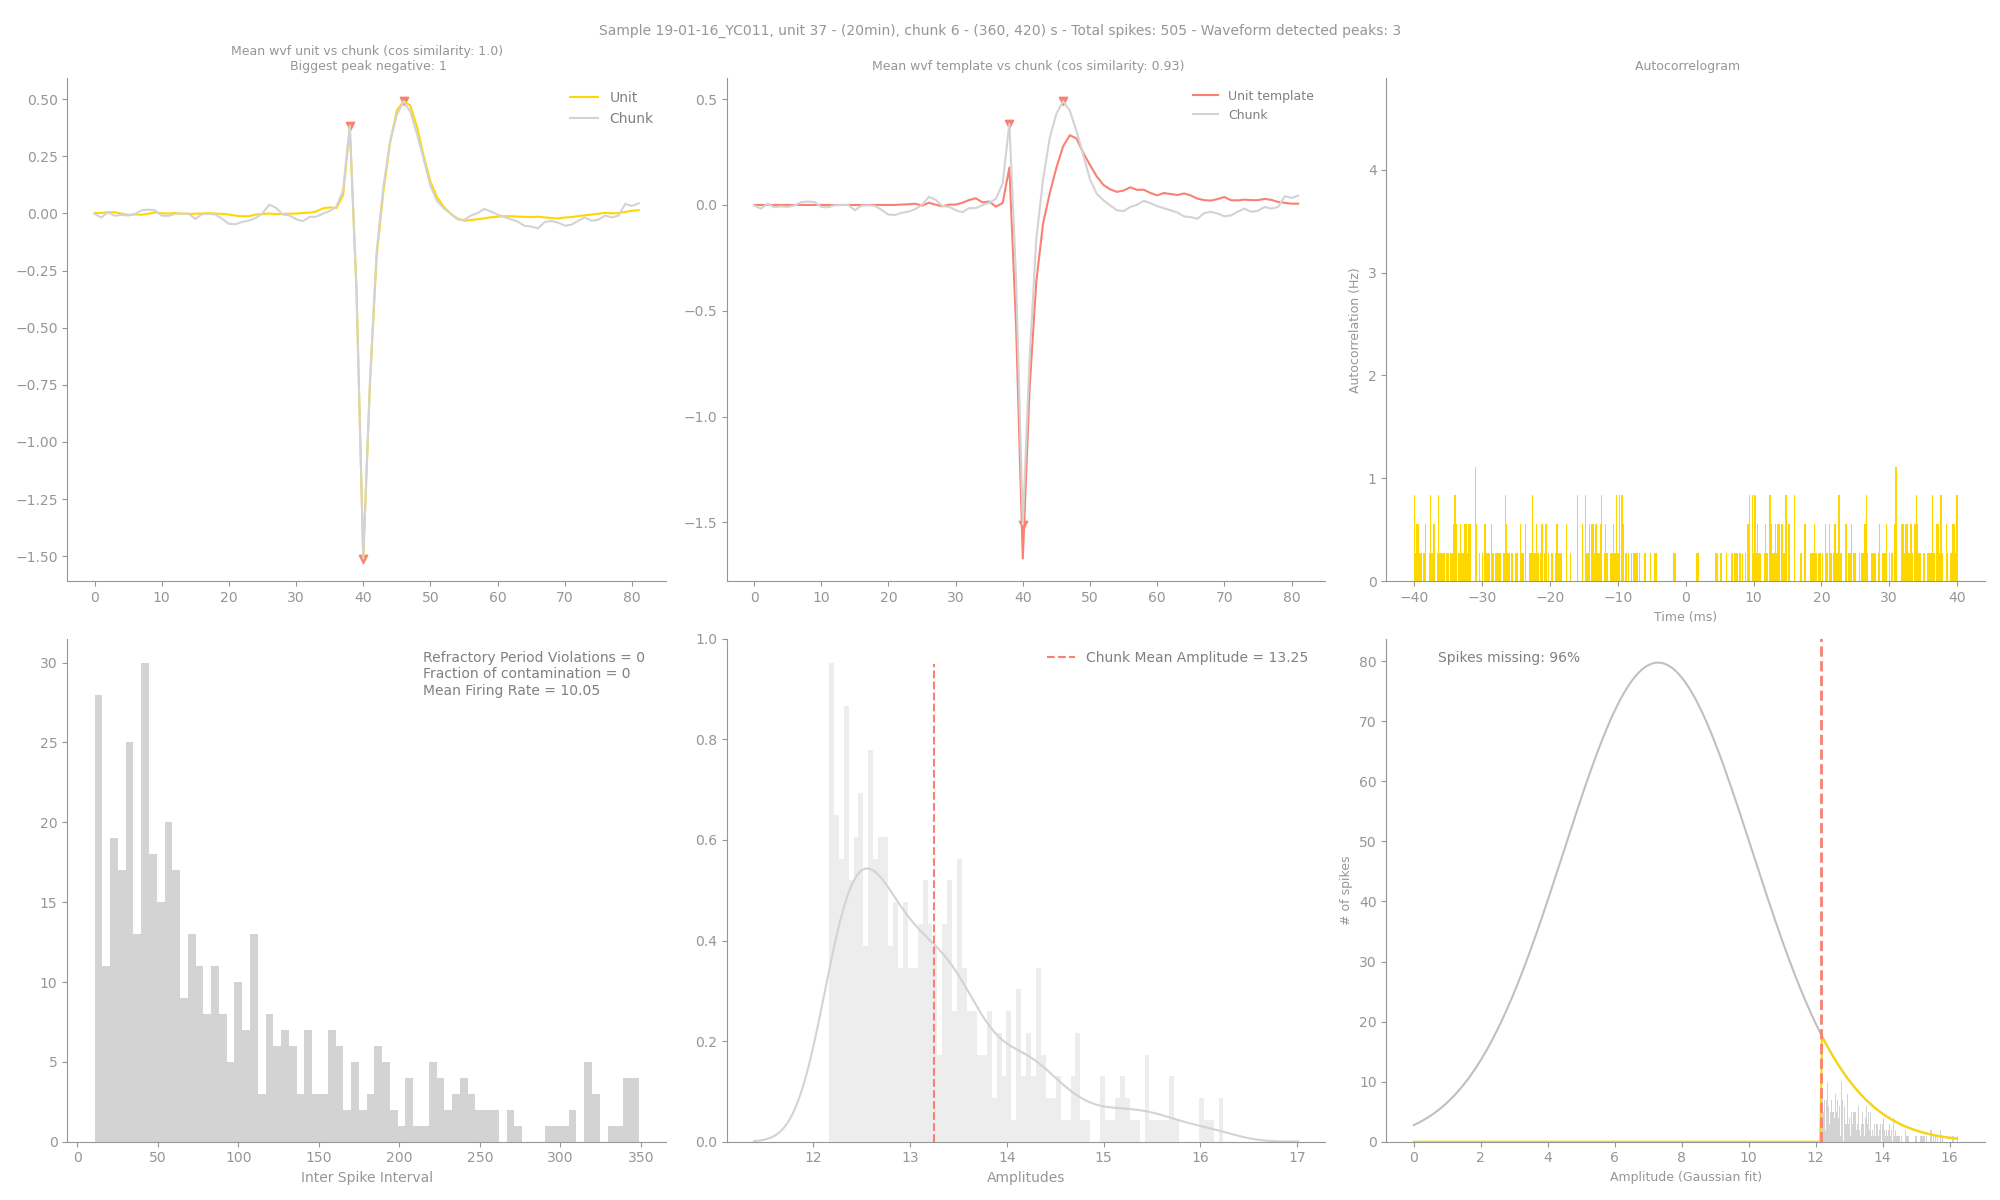 Sample 19-01-16_YC011, unit 37 - (20min), chunk 6 - (360, 420) s - Total spikes: 505 - Waveform detected peaks: 3
Mean wvf unit vs chunk (cos similarity: 1.0)
Biggest peak negative: 1
Unit
Chunk
0.50
0.25
0.00
−0.25
−0.50
−0.75
−1.00
−1.25
−1.50
0 10 20 30 40 50 60 70 80
Mean wvf template vs chunk (cos similarity: 0.93)
Unit template
Chunk
0.5
0.0
−0.5
−1.0
−1.5
0 10 20 30 40 50 60 70 80
Autocorrelogram
Autocorrelation (Hz)
4
3
2
1
0
−40 −30 −20 −10 0 10 20 30 40
Time (ms)
Refractory Period Violations = 0
Fraction of contamination = 0
Mean Firing Rate = 10.05
30
25
20
15
10
5
0
0 50 100 150 200 250 300 350
Inter Spike Interval
Chunk Mean Amplitude = 13.25
1.0
0.8
0.6
0.4
0.2
0.0
12 13 14 15 16 17
Amplitudes
Spikes missing: 96%
# of spikes
80
70
60
50
40
30
20
10
0
0 2 4 6 8 10 12 14 16
Amplitude (Gaussian fit)